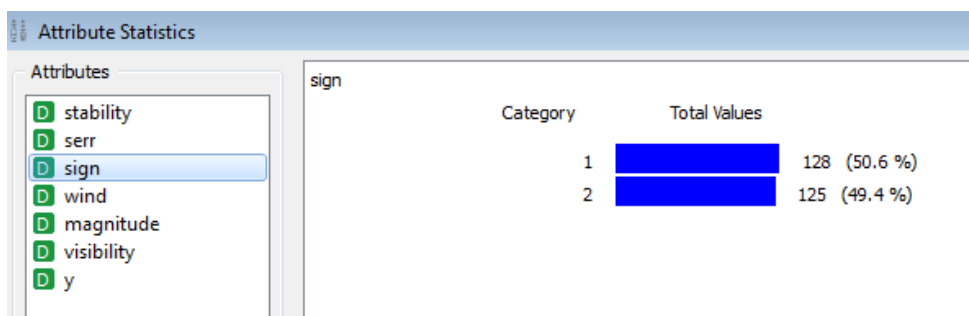 Attribute Statistics
Attributes
D stability
D serr
D sign
D wind
D magnitude
D visibility
D y
sign
Category Total Values
1 128 (50.6 %)
2 125 (49.4 %)